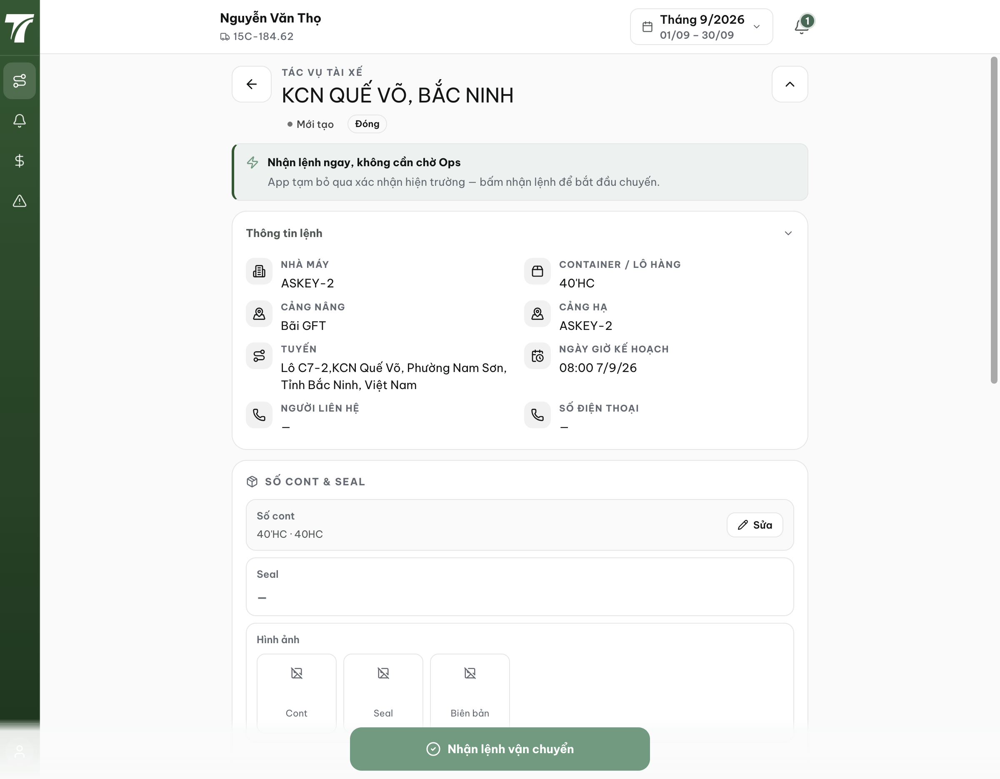 Nguyễn Văn Thọ
15C-184.62
Tháng 9/2026
01/09 – 30/09
1
TÁC VỤ TÀI XẾ
KCN QUẾ VÕ, BẮC NINH
Mới tạo
Đóng
Nhận lệnh ngay, không cần chờ Ops
App tạm bỏ qua xác nhận hiện trường — bấm nhận lệnh để bắt đầu chuyến.
Thông tin lệnh
NHÀ MÁY
ASKEY-2
CONTAINER / LÔ HÀNG
40'HC
CẢNG NÂNG
Bãi GFT
CẢNG HẠ
ASKEY-2
TUYẾN
Lô C7-2,KCN Quế Võ, Phường Nam Sơn,
Tỉnh Bắc Ninh, Việt Nam
NGÀY GIỜ KẾ HOẠCH
08:00 7/9/26
NGƯỜI LIÊN HỆ
—
SỐ ĐIỆN THOẠI
—
SỐ CONT & SEAL
Số cont
40'HC · 40HC
Sửa
Seal
—
Hình ảnh
Cont
Seal
Biên bản
Nhận lệnh vận chuyển